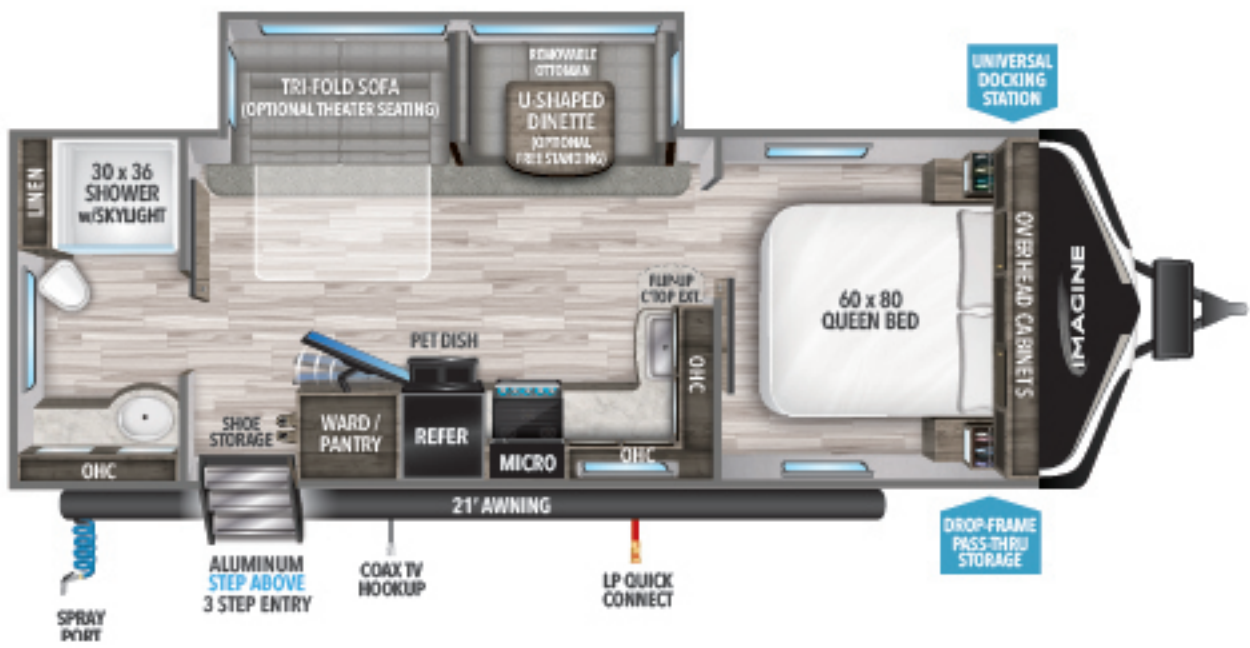 REMOVABLE
OTTOMAN
TRI-FOLD SOFA
(OPTIONAL THEATER SEATING)
U-SHAPED
DINETTE
(OPTIONAL
FREE STANDING)
UNIVERSAL
DOCKING
STATION
LINEN
30 x 36
SHOWER
w/SKYLIGHT
FLIP-UP
C'TOP EXT.
60 x 80
QUEEN BED
OVERHEAD CABINETS
IMAGINE
PET DISH
OHC
SHOE
STORAGE
WARD /
PANTRY
REFER
MICRO
OHC
OHC
21' AWNING
DROP-FRAME
PASS-THRU
STORAGE
ALUMINUM
STEP ABOVE
3 STEP ENTRY
COAX TV
HOOKUP
LP QUICK
CONNECT
SPRAY
PORT